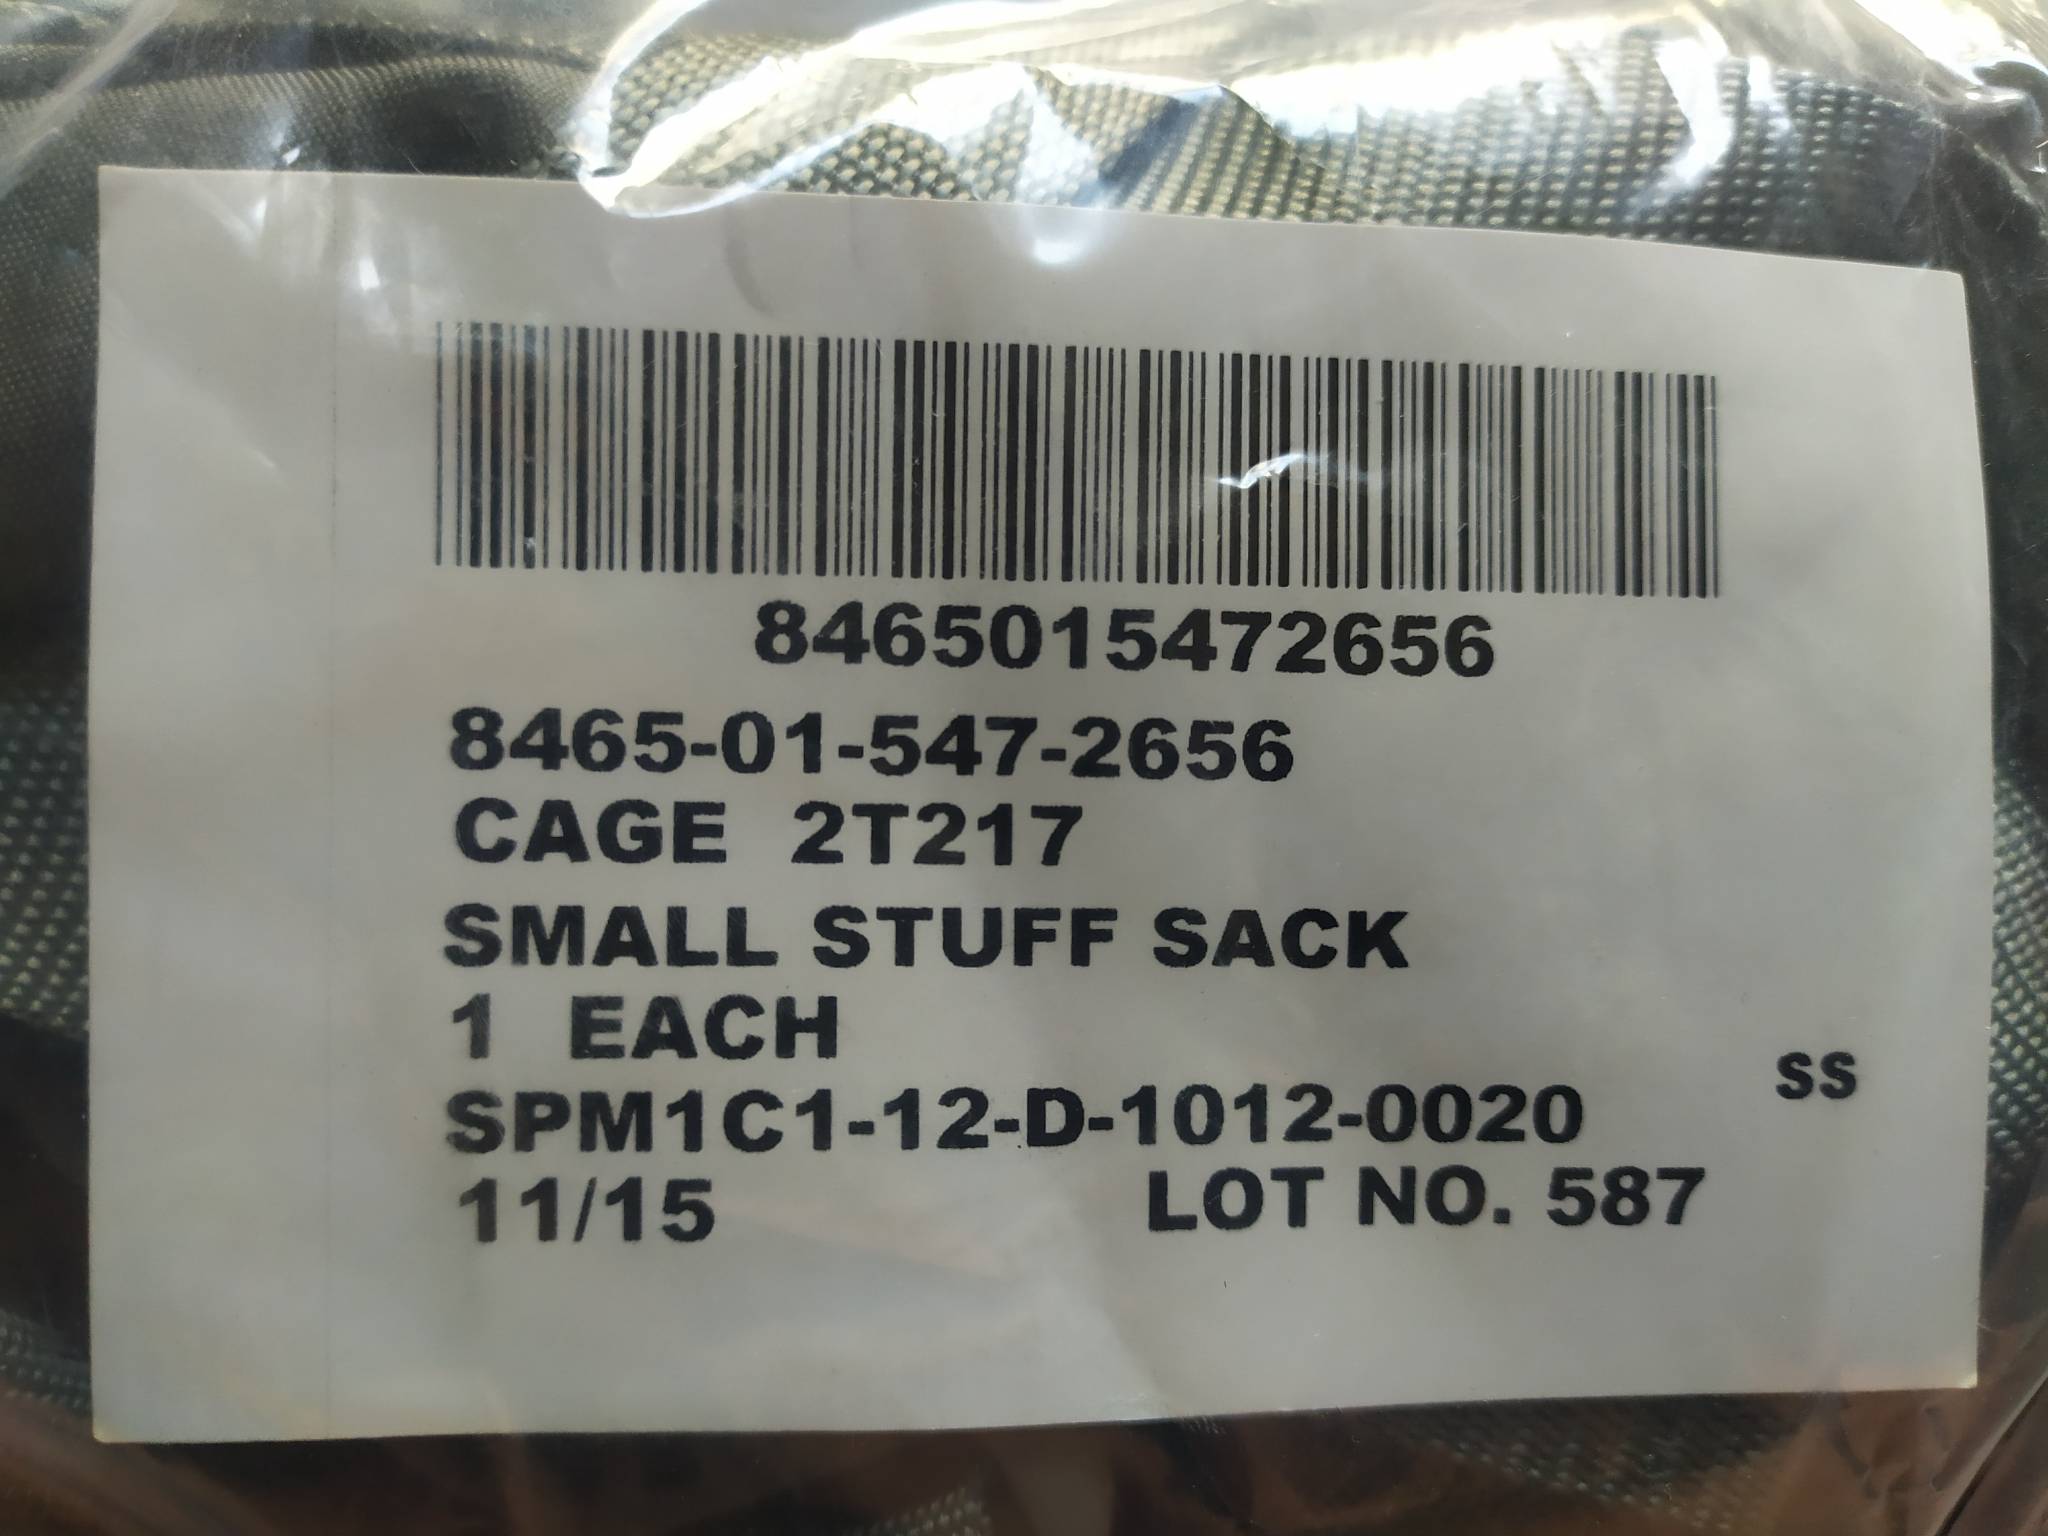 8465015472656
8465-01-547-2656
CAGE 2T217
SMALL STUFF SACK
1 EACH
SS
SPM1C1-12-D-1012-0020
11/15 LOT NO. 587